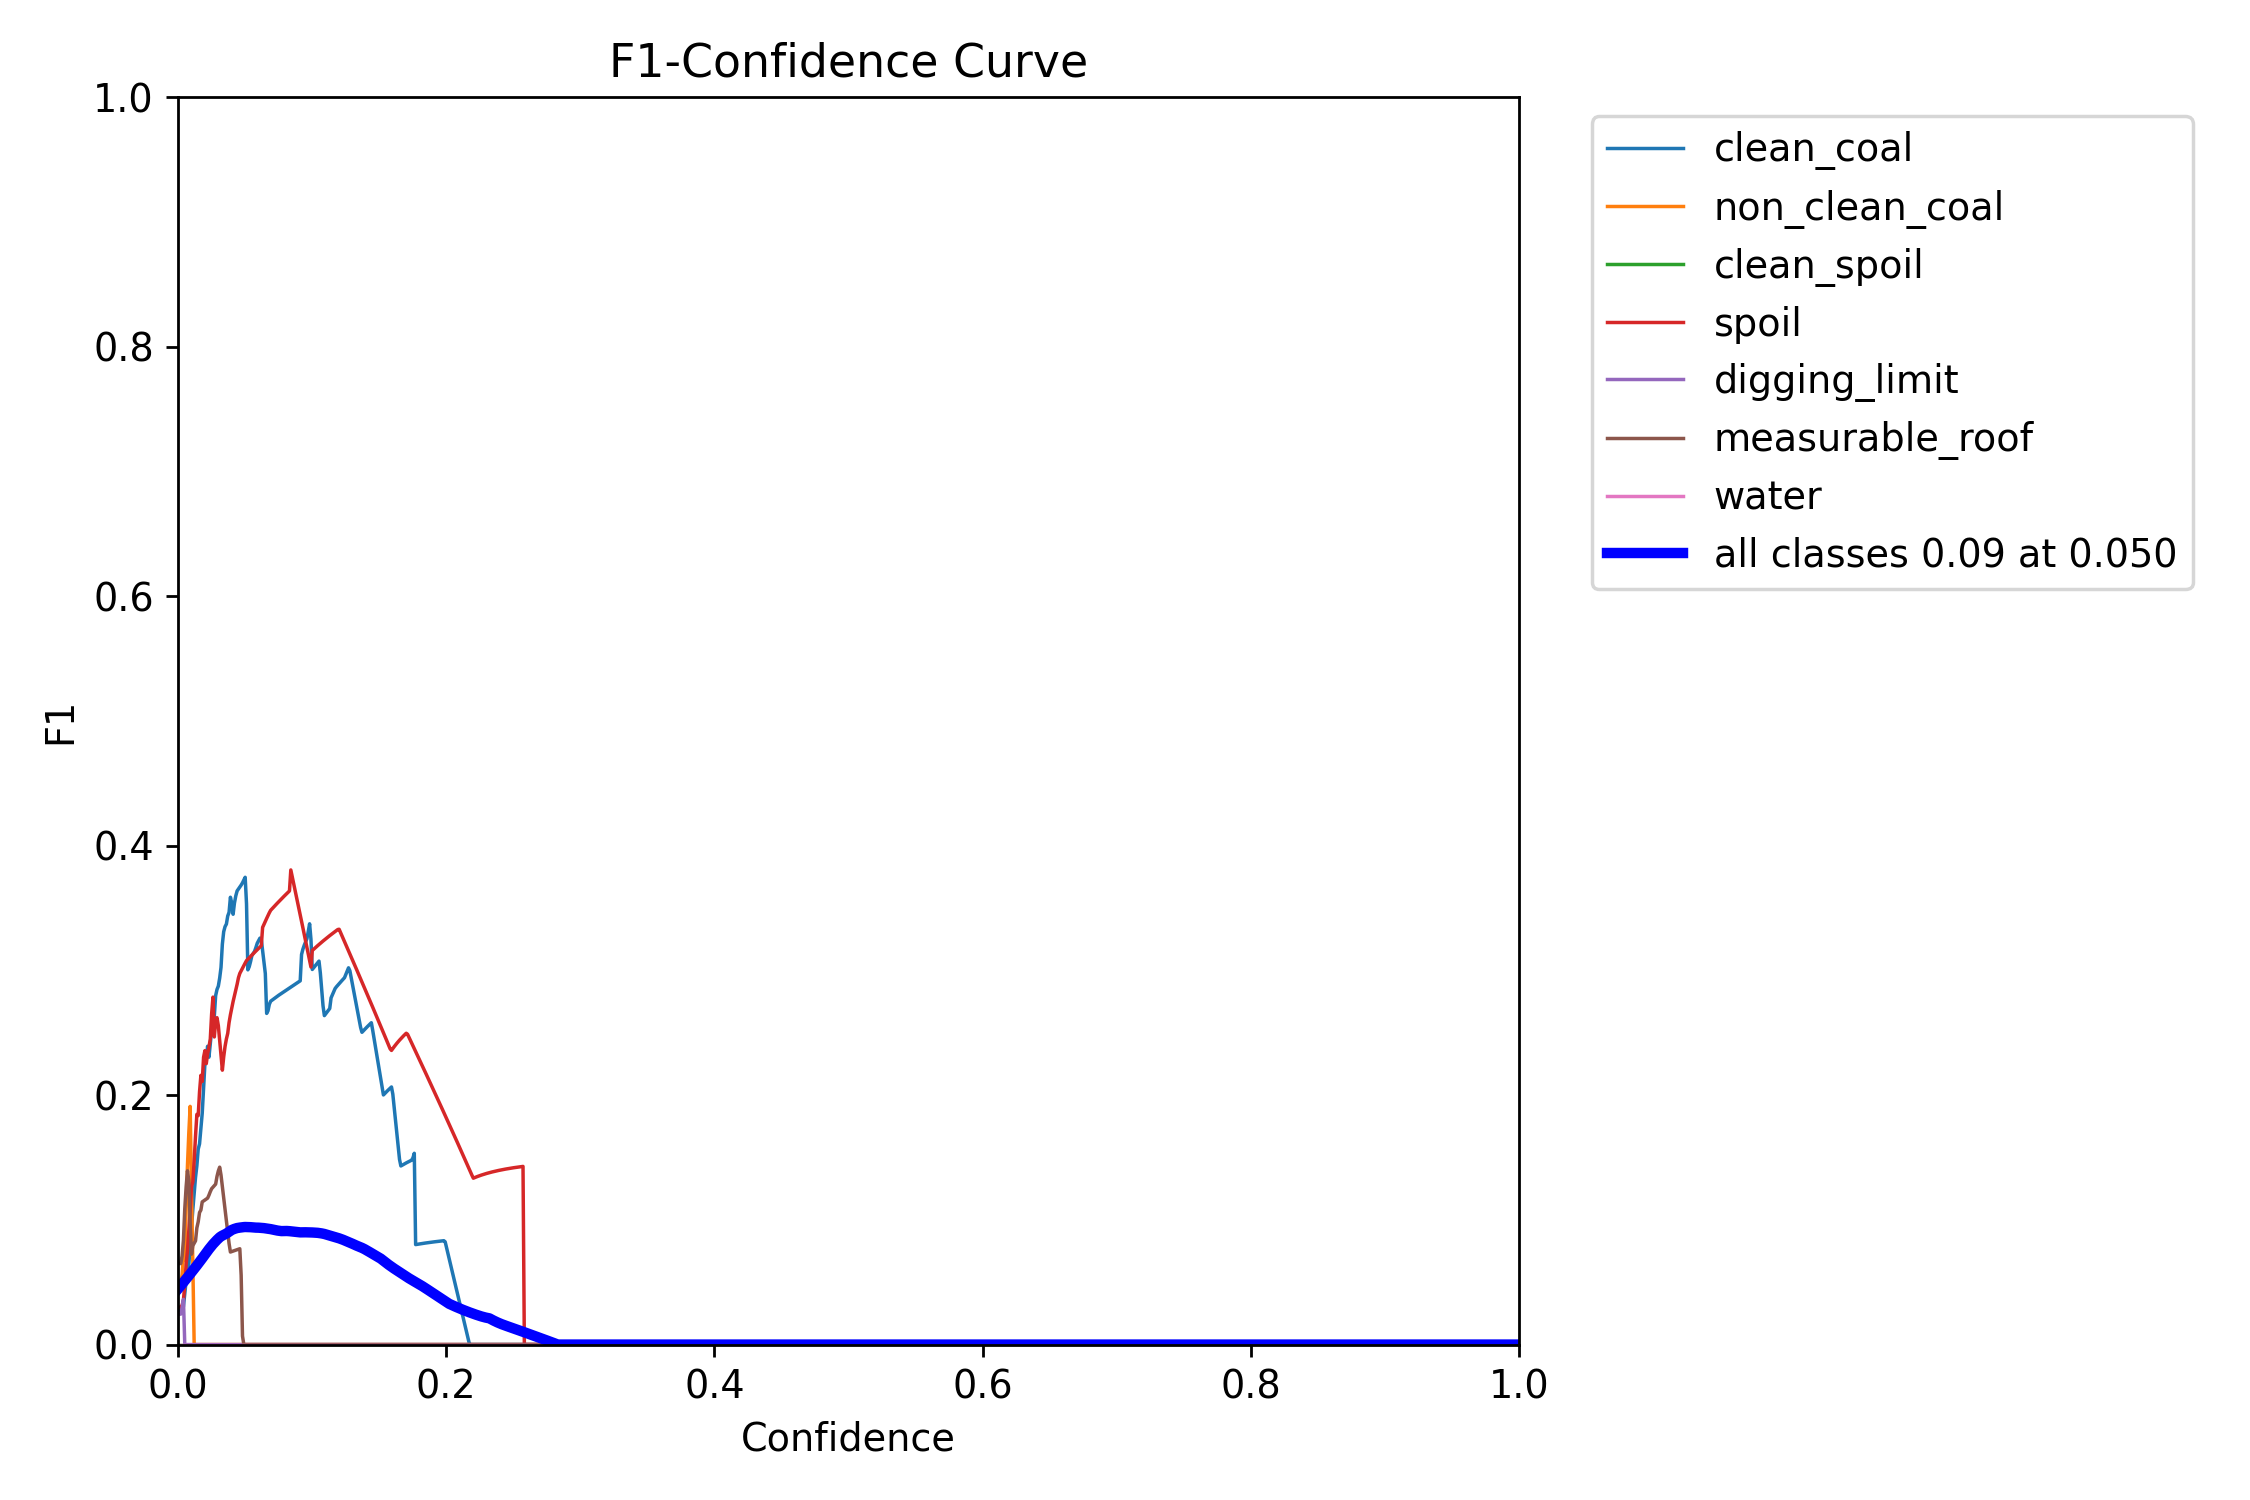 F1-Confidence Curve
1.0
0.8
0.6
0.4
0.2
0.0
F1
0.0 0.2 0.4 0.6 0.8 1.0
Confidence
clean_coal
non_clean_coal
clean_spoil
spoil
digging_limit
measurable_roof
water
all classes 0.09 at 0.050